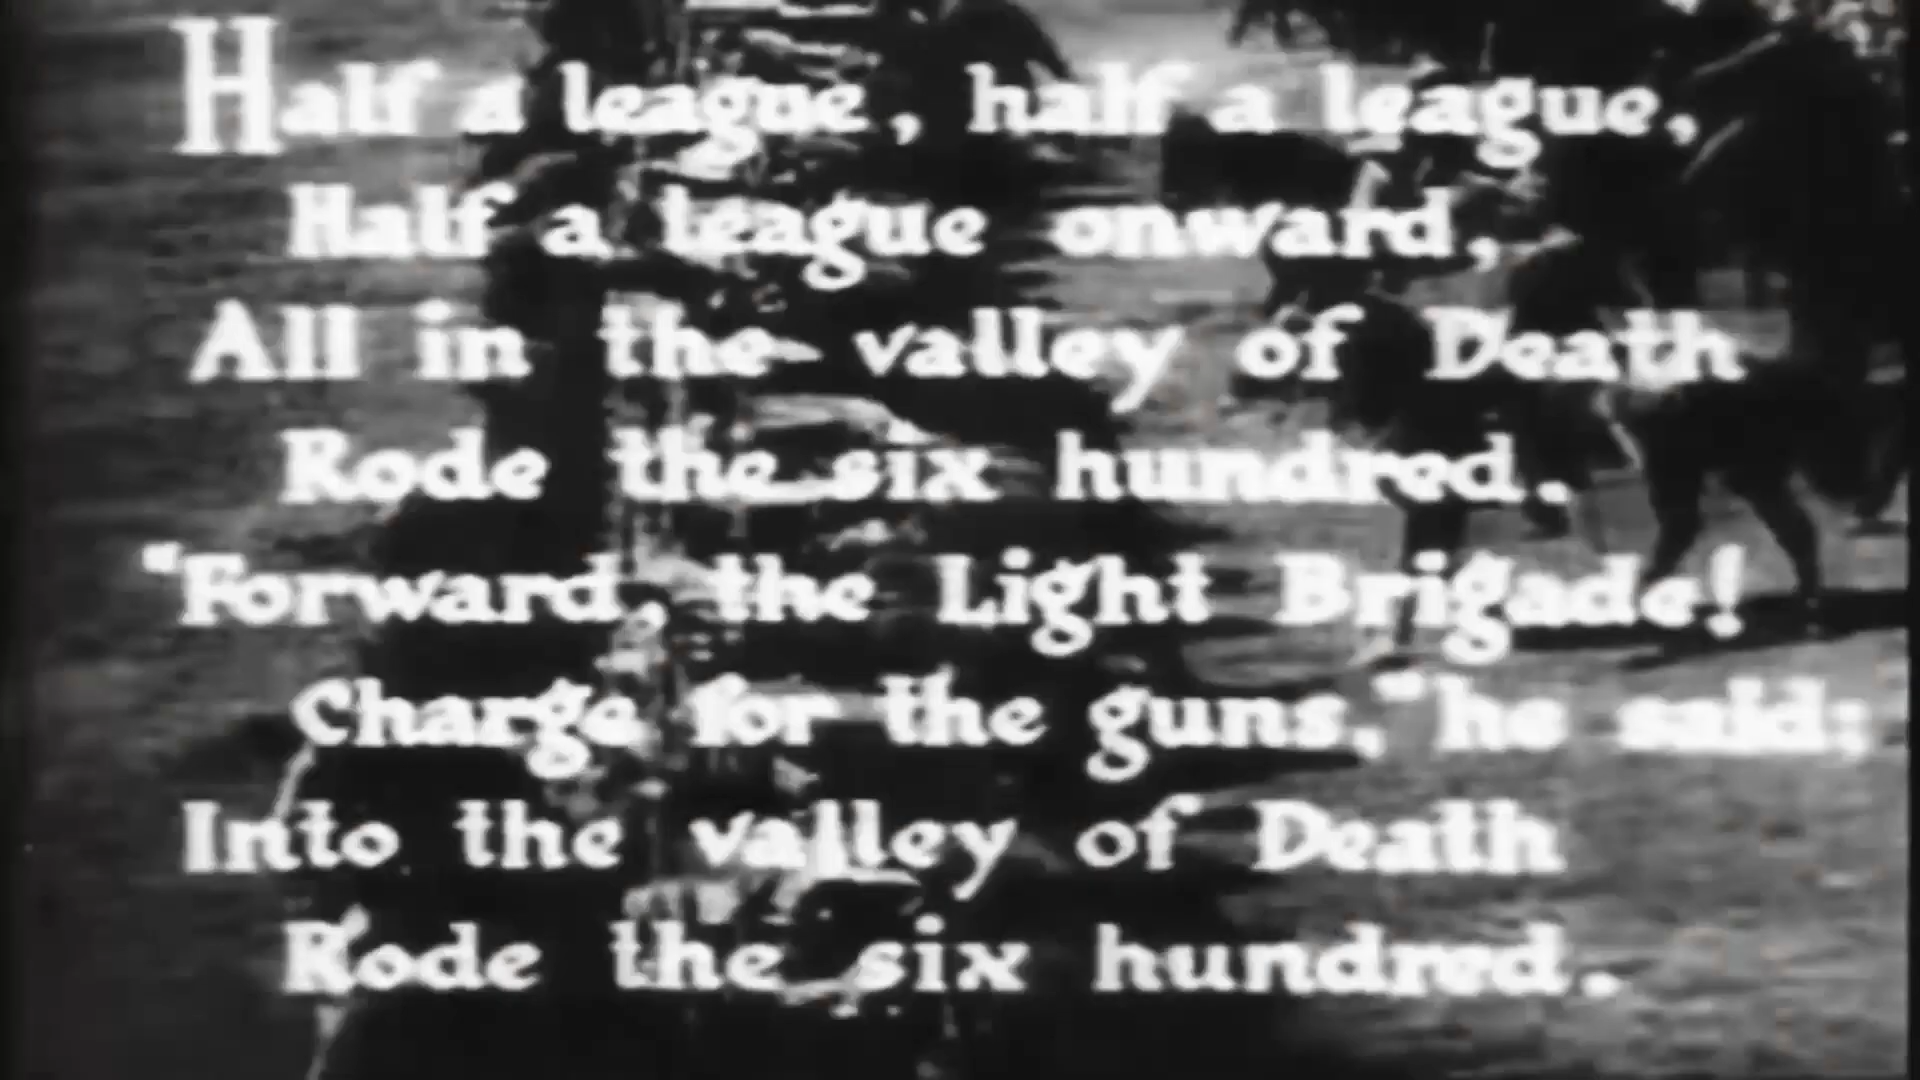 Half a league, half a league,
Half a league onward,
All in the valley of Death
Rode the six hundred.
"Forward, the Light Brigade!
Charge for the guns," he said;
Into the valley of Death
Rode the six hundred.